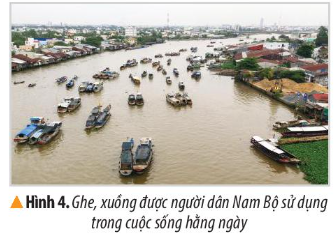 ▲ Hình 4. Ghe, xuồng được người dân Nam Bộ sử dụng
trong cuộc sống hằng ngày